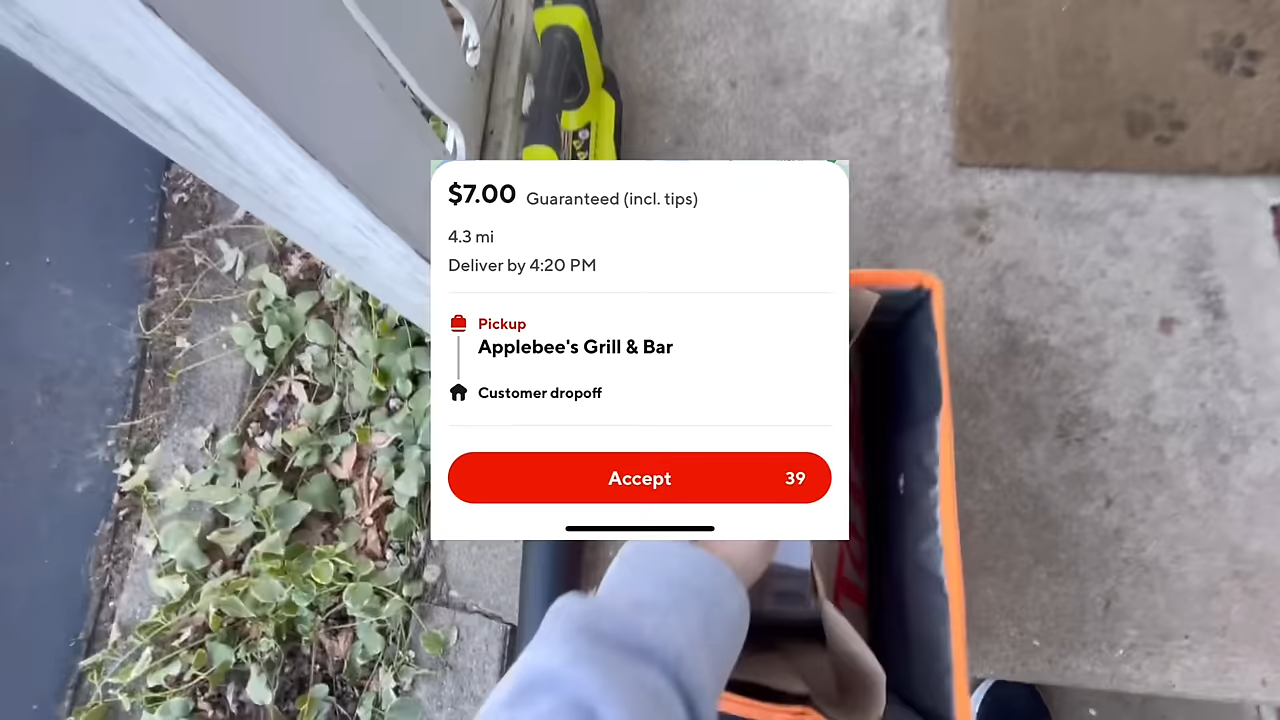 $7.00 Guaranteed (incl. tips)
4.3 mi
Deliver by 4:20 PM
Pickup
Applebee's Grill & Bar
Customer dropoff
Accept 39